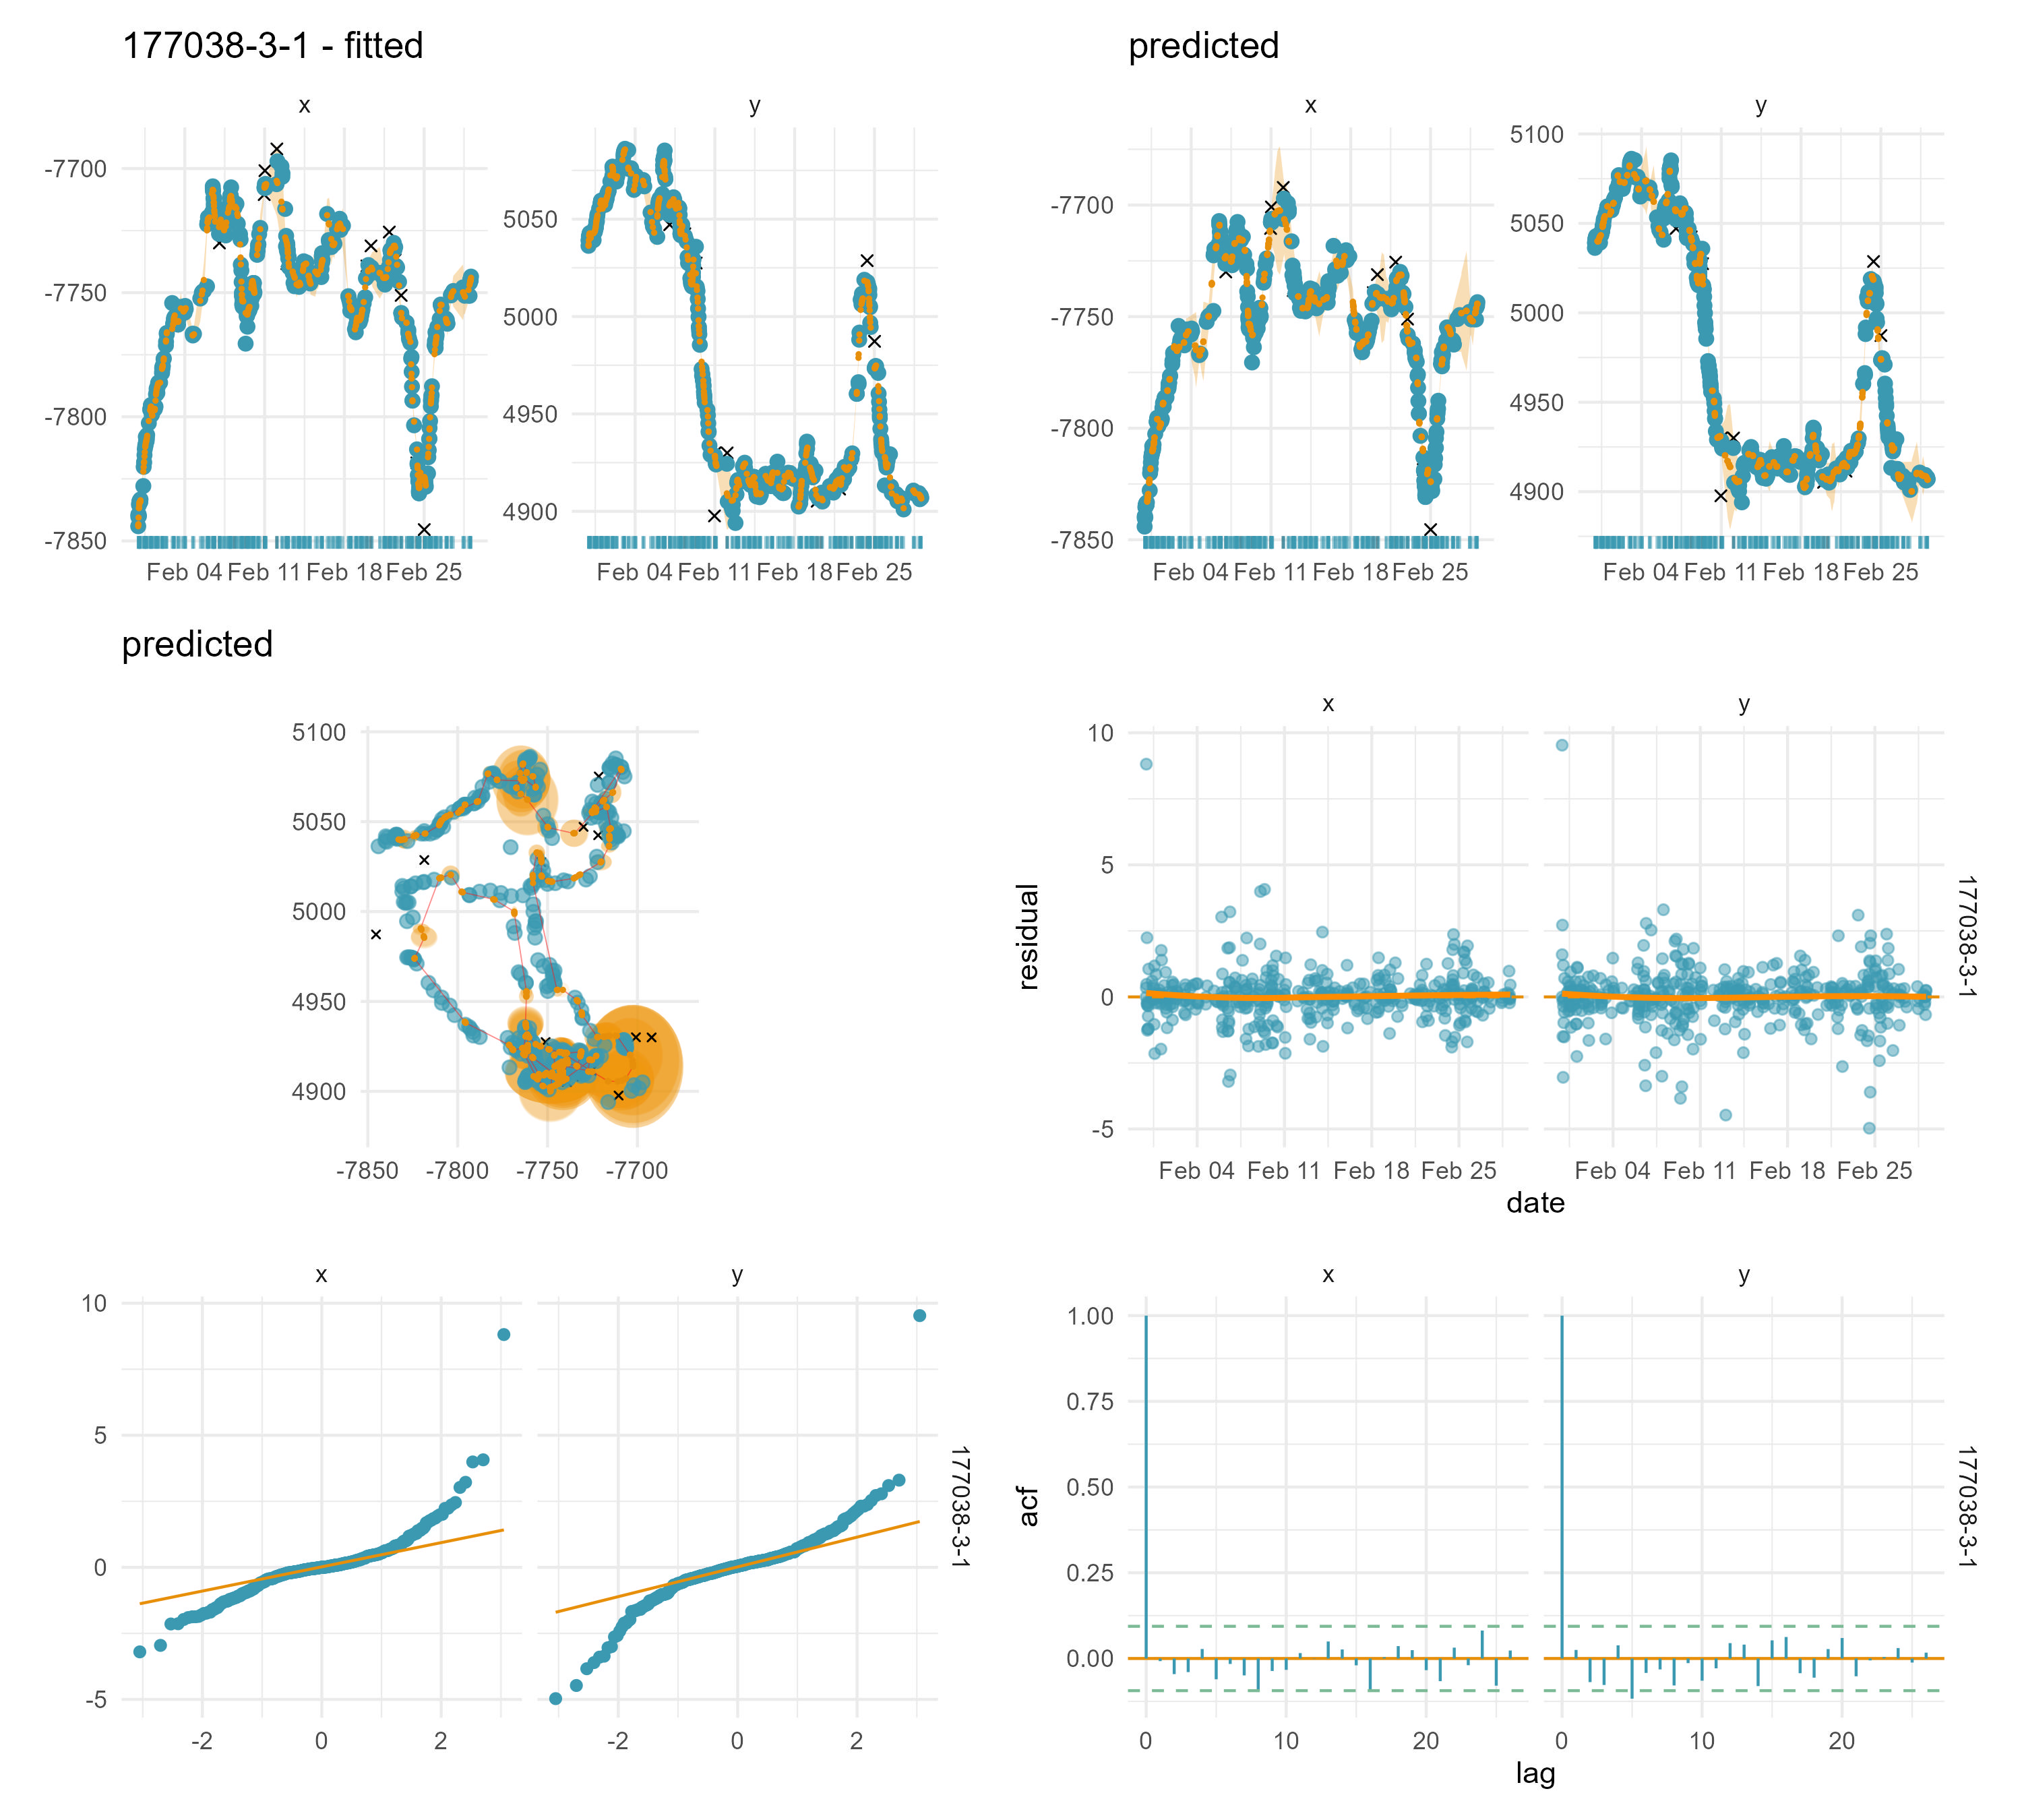 177038-3-1 - fitted
predicted
x
y
x
y
-7700
-7750
-7800
-7850
5050
5000
4950
4900
-7700
-7750
-7800
-7850
5100
5050
5000
4950
4900
Feb 04 Feb 11 Feb 18 Feb 25
Feb 04 Feb 11 Feb 18 Feb 25
Feb 04 Feb 11 Feb 18 Feb 25
Feb 04 Feb 11 Feb 18 Feb 25
predicted
5100
5050
5000
4950
4900
-7850 -7800 -7750 -7700
x
y
residual
10
5
0
-5
177038-3-1
Feb 04 Feb 11 Feb 18 Feb 25
Feb 04 Feb 11 Feb 18 Feb 25
date
x
y
10
5
0
-5
177038-3-1
-2 0 2
-2 0 2
x
y
acf
1.00
0.75
0.50
0.25
0.00
177038-3-1
0 10 20
0 10 20
lag